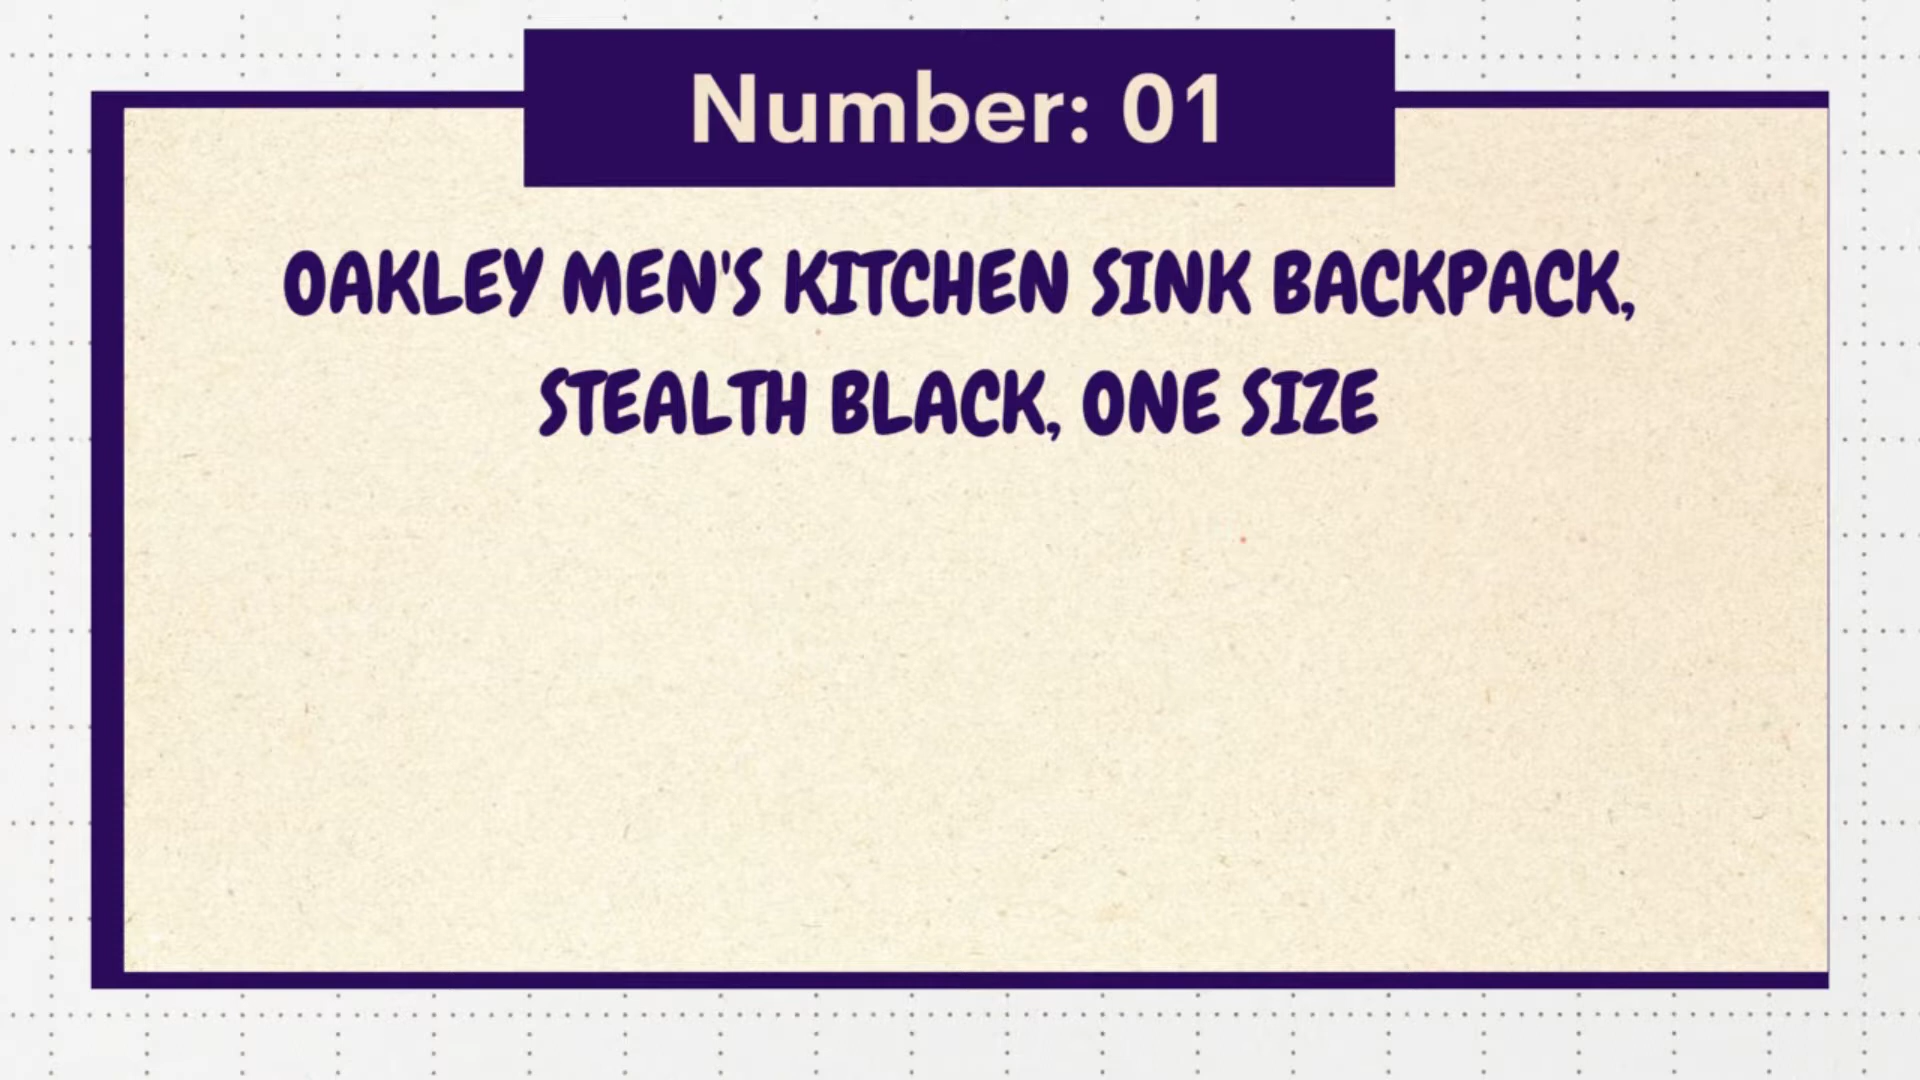 Number: 01
OAKLEY MEN'S KITCHEN SINK BACKPACK,
STEALTH BLACK, ONE SIZE